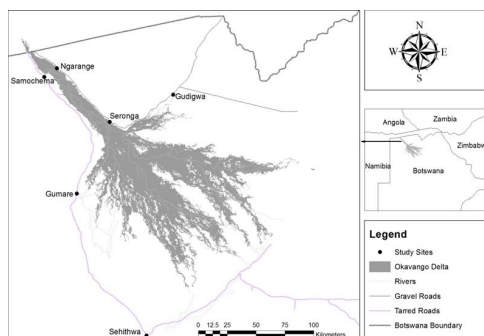 Ngarange
Samochema
Gudigwa
Seronga
Gumare
Sehithwa
0 12.5 25 50 75 100
Kilometers
N
W E
S
Angola
Zambia
Zimbabw
Namibia
Botswana
Legend
Study Sites
Okavango Delta
Rivers
Gravel Roads
Tarred Roads
Botswana Boundary